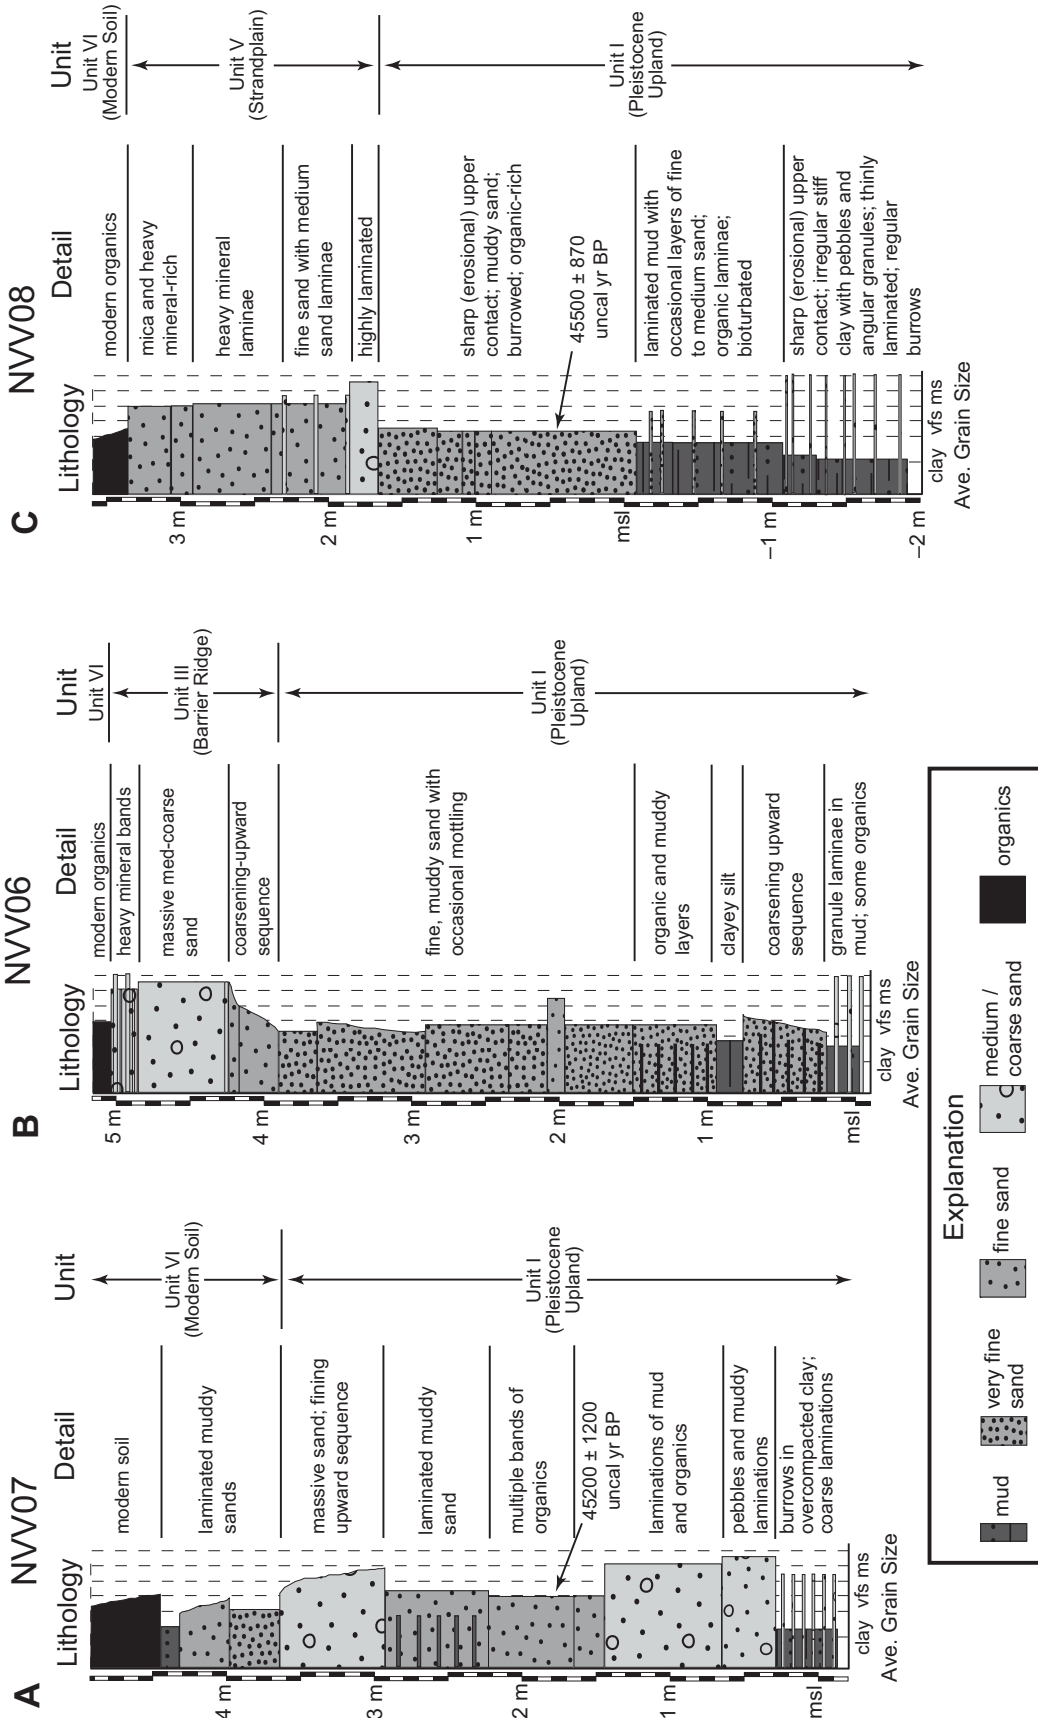 A
NVV07
Lithology
Detail
Unit
modern soil
laminated muddy
sands
massive sand; fining
upward sequence
laminated muddy
sand
multiple bands of
organics
45200 ± 1200
uncal yr BP
laminations of mud
and organics
pebbles and muddy
laminations
burrows in
overcompacted clay;
coarse laminations
Unit VI
(Modern Soil)
Unit I
(Pleistocene
Upland)
4 m
3 m
2 m
1 m
msl
clay vfs ms
Ave. Grain Size
B
NVV06
Lithology
Detail
Unit
modern organics
heavy mineral bands
massive med-coarse
sand
coarsening-upward
sequence
fine, muddy sand with
occasional mottling
organic and muddy
layers
clayey silt
coarsening upward
sequence
granule laminae in
mud; some organics
Unit VI
Unit III
(Barrier Ridge)
Unit I
(Pleistocene
Upland)
5 m
4 m
3 m
2 m
1 m
msl
clay vfs ms
Ave. Grain Size
C
NVV08
Lithology
Detail
Unit
modern organics
mica and heavy
mineral-rich
heavy mineral
laminae
fine sand with medium
sand laminae
highly laminated
sharp (erosional) upper
contact; muddy sand;
burrowed; organic-rich
45500 ± 870
uncal yr BP
laminated mud with
occasional layers of fine
to medium sand;
organic laminae;
bioturbated
sharp (erosional) upper
contact; irregular stiff
clay with pebbles and
angular granules; thinly
laminated; regular
burrows
Unit VI
(Modern Soil)
Unit V
(Strandplain)
Unit I
(Pleistocene
Upland)
3 m
2 m
1 m
msl
–1 m
–2 m
clay vfs ms
Ave. Grain Size
Explanation
mud
very fine
sand
fine sand
medium /
coarse sand
organics